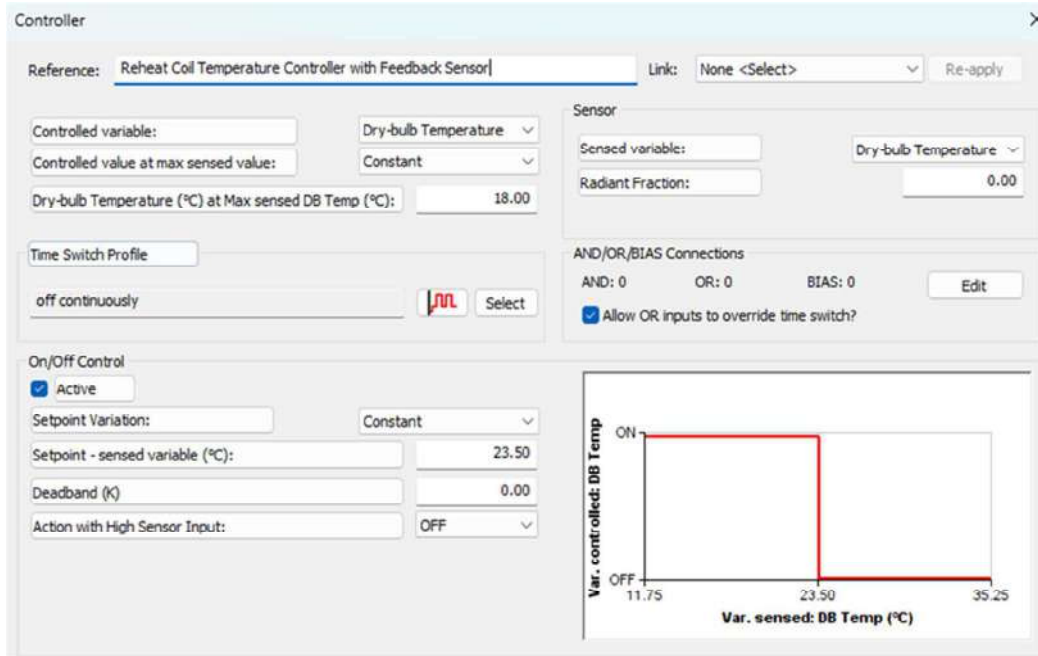 Controller
Reference: Reheat Coil Temperature Controller with Feedback Sensor Link: None <Select> Re-apply
Controlled variable: Dry-bulb Temperature
Controlled value at max sensed value: Constant
Dry-bulb Temperature (°C) at Max sensed DB Temp (°C): 18.00
Sensor
Sensed variable: Dry-bulb Temperature
Radiant Fraction: 0.00
Time Switch Profile
off continuously Select
AND/OR/BIAS Connections
AND: 0 OR: 0 BIAS: 0 Edit
Allow OR inputs to override time switch?
On/Off Control
Active
Setpoint Variation: Constant
Setpoint - sensed variable (°C): 23.50
Deadband (K) 0.00
Action with High Sensor Input: OFF
Var. controlled: DB Temp
ON
OFF
11.75 23.50 35.25
Var. sensed: DB Temp (°C)